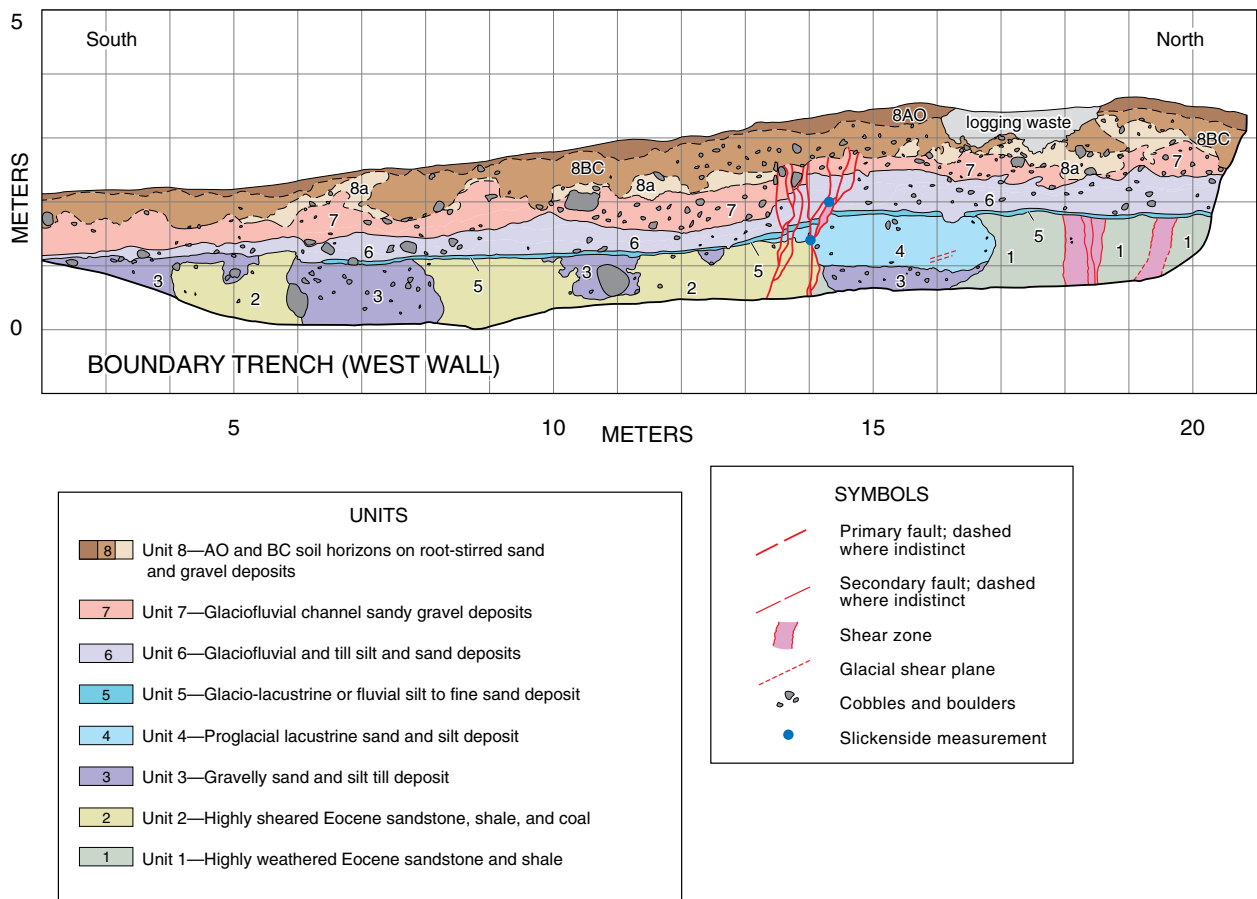 5
South
North
8AO
logging waste
8BC
8BC
8a
8a
8a
7
7
7
7
METERS
6
6
6
5
4
1
1
1
3
2
3
5
3
2
5
3
0
BOUNDARY TRENCH (WEST WALL)
5
10
METERS
15
20
UNITS
8
Unit 8—AO and BC soil horizons on root-stirred sand
and gravel deposits
7
Unit 7—Glaciofluvial channel sandy gravel deposits
6
Unit 6—Glaciofluvial and till silt and sand deposits
5
Unit 5—Glacio-lacustrine or fluvial silt to fine sand deposit
4
Unit 4—Proglacial lacustrine sand and silt deposit
3
Unit 3—Gravelly sand and silt till deposit
2
Unit 2—Highly sheared Eocene sandstone, shale, and coal
1
Unit 1—Highly weathered Eocene sandstone and shale
SYMBOLS
Primary fault; dashed
where indistinct
Secondary fault; dashed
where indistinct
Shear zone
Glacial shear plane
Cobbles and boulders
Slickenside measurement